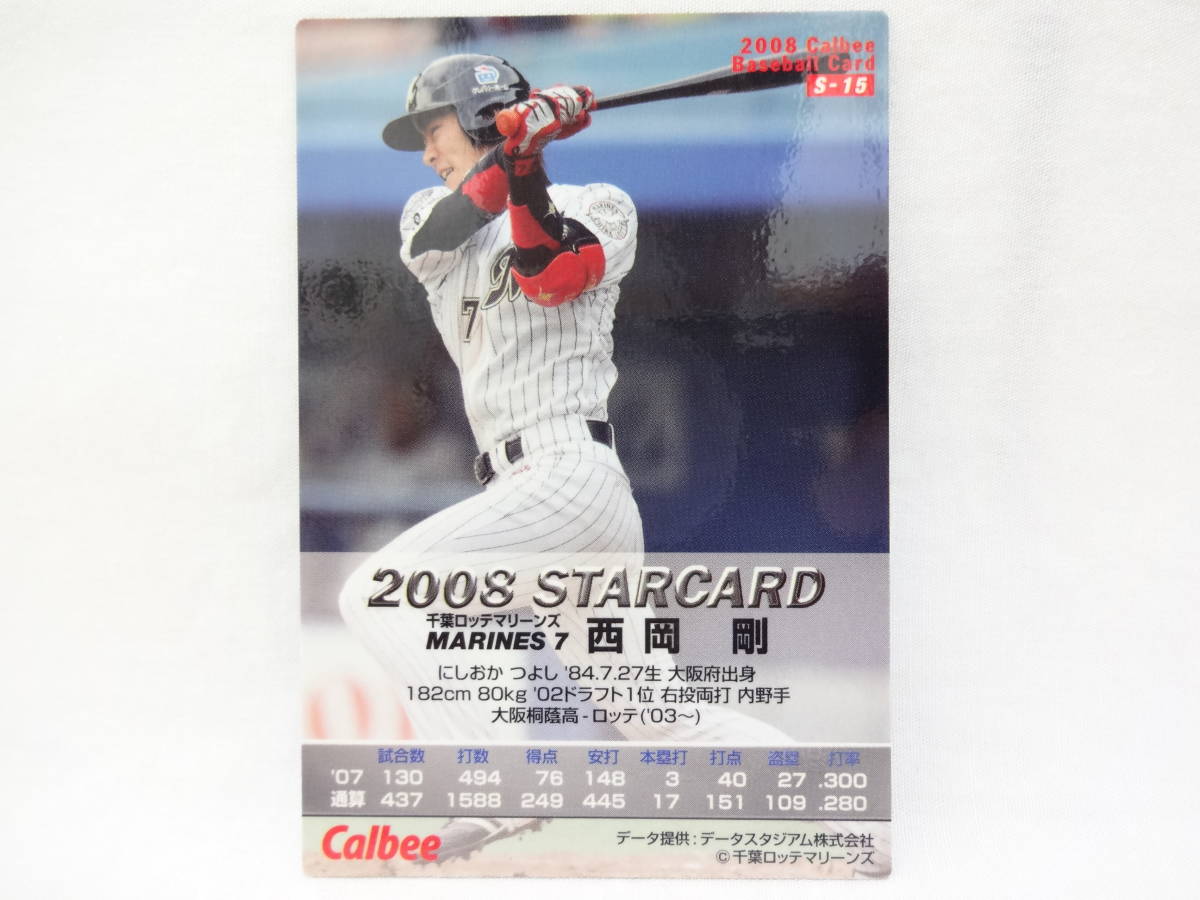 2008 Calbee
Baseball Card
S-15
7
2008 STARCARD
千葉ロッテマリーンズ
MARINES 7 西岡 剛
にしおか つよし '84.7.27生 大阪府出身
182cm 80kg '02ドラフト1位 右投両打 内野手
大阪桐蔭高-ロッテ('03〜)
試合数 打数 得点 安打 本塁打 打点 盗塁 打率
'07 130 494 76 148 3 40 27 .300
通算 437 1588 249 445 17 151 109 .280
Calbee
データ提供:データスタジアム株式会社
©千葉ロッテマリーンズ